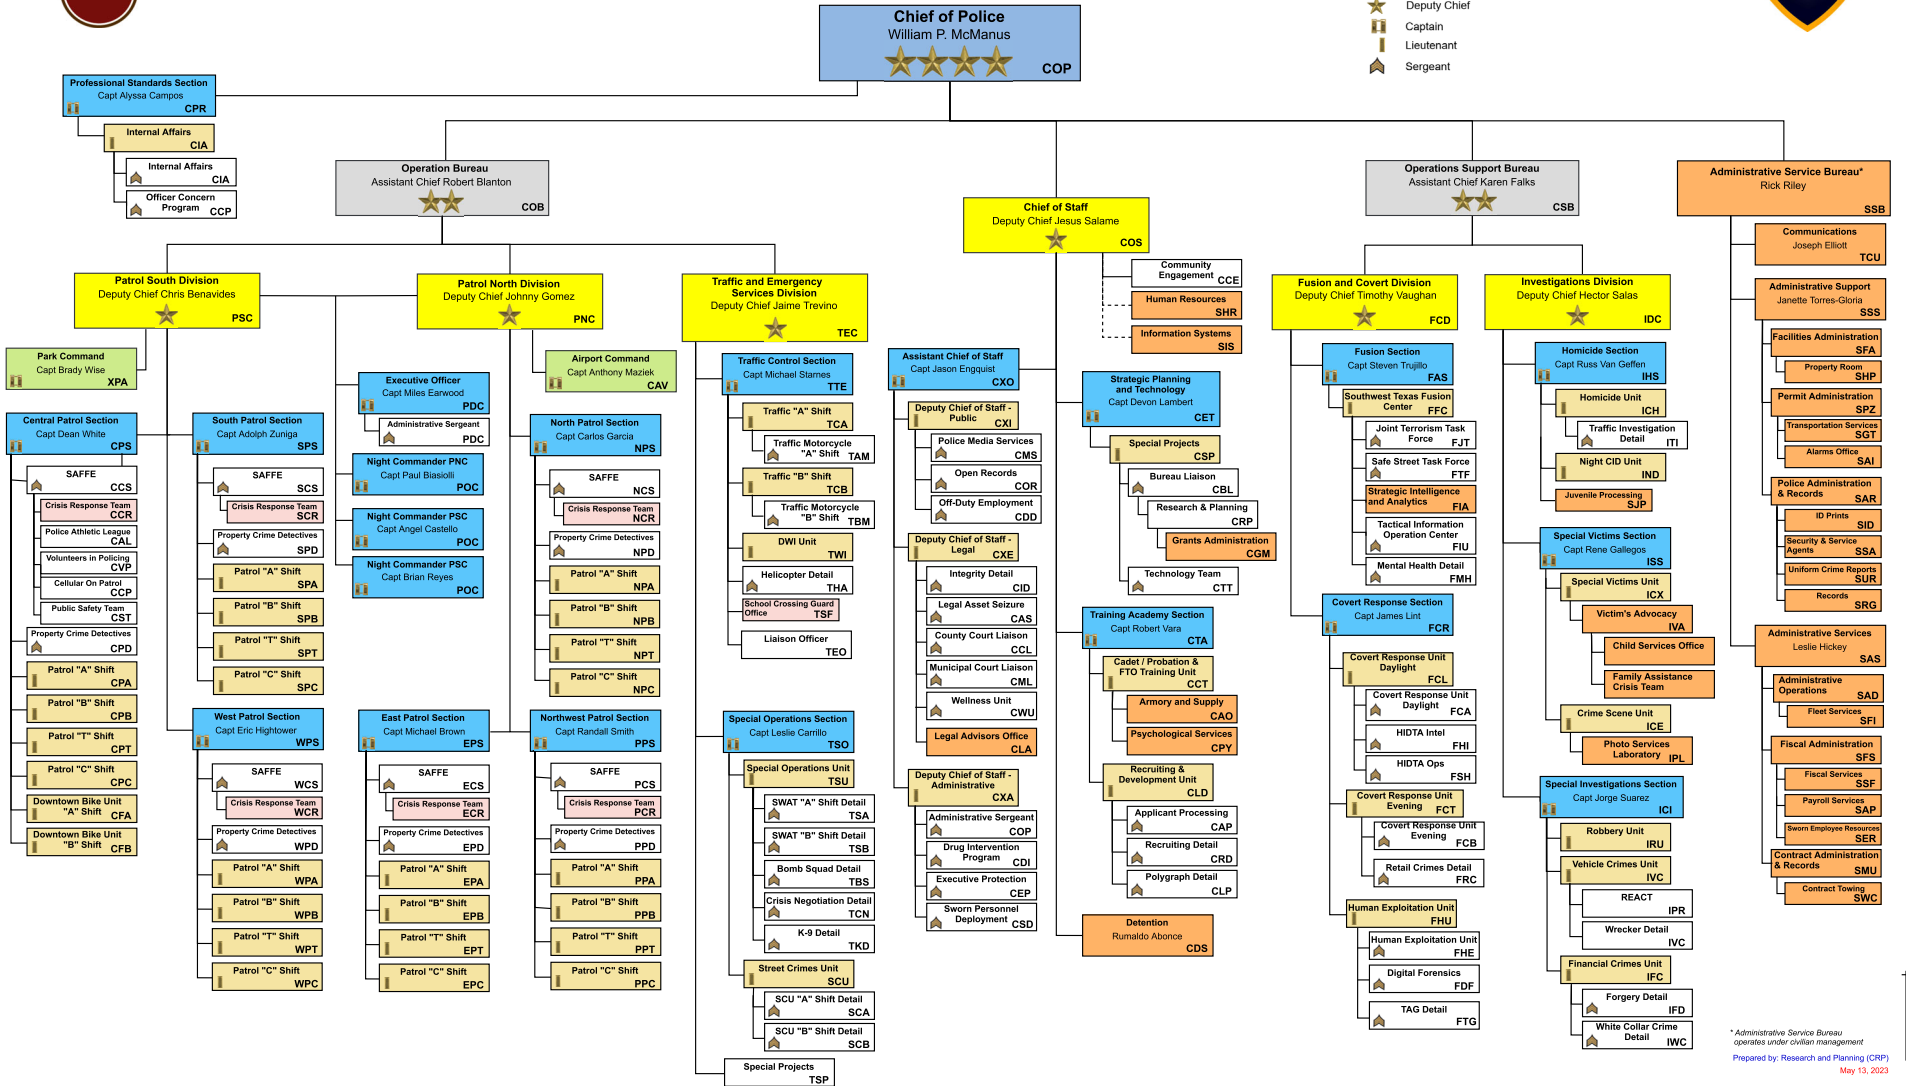 Chief of Police
William P. McManus
COP
Deputy Chief
Captain
Lieutenant
Sergeant
Professional Standards Section
Capt Alyssa Campos
CPR
Internal Affairs
CIA
Internal Affairs
CIA
Officer Concern
Program
CCP
Operation Bureau
Assistant Chief Robert Blanton
COB
Chief of Staff
Deputy Chief Jesus Salame
COS
Operations Support Bureau
Assistant Chief Karen Falks
CSB
Administrative Service Bureau*
Rick Riley
SSB
Patrol South Division
Deputy Chief Chris Benavides
PSC
Patrol North Division
Deputy Chief Johnny Gomez
PNC
Traffic and Emergency
Services Division
Deputy Chief Jaime Trevino
TEC
Park Command
Capt Brady Wise
XPA
Airport Command
Capt Anthony Maziek
CAV
Central Patrol Section
Capt Dean White
CPS
SAFFE
CCS
Crisis Response Team
CCR
Police Athletic League
CAL
Volunteers in Policing
CVP
Cellular On Patrol
CCP
Public Safety Team
CST
Property Crime Detectives
CPD
Patrol "A" Shift
CPA
Patrol "B" Shift
CPB
Patrol "T" Shift
CPT
Patrol "C" Shift
CPC
Downtown Bike Unit
"A" Shift
CFA
Downtown Bike Unit
"B" Shift
CFB
South Patrol Section
Capt Adolph Zuniga
SPS
SAFFE
SCS
Crisis Response Team
SCR
Property Crime Detectives
SPD
Patrol "A" Shift
SPA
Patrol "B" Shift
SPB
Patrol "T" Shift
SPT
Patrol "C" Shift
SPC
West Patrol Section
Capt Eric Hightower
WPS
SAFFE
WCS
Crisis Response Team
WCR
Property Crime Detectives
WPD
Patrol "A" Shift
WPA
Patrol "B" Shift
WPB
Patrol "T" Shift
WPT
Patrol "C" Shift
WPC
Executive Officer
Capt Miles Earwood
PDC
Administrative Sergeant
PDC
Night Commander PNC
Capt Paul Biasiolli
POC
Night Commander PSC
Capt Angel Castello
POC
Night Commander PSC
Capt Brian Reyes
POC
East Patrol Section
Capt Michael Brown
EPS
SAFFE
ECS
Crisis Response Team
ECR
Property Crime Detectives
EPD
Patrol "A" Shift
EPA
Patrol "B" Shift
EPB
Patrol "T" Shift
EPT
Patrol "C" Shift
EPC
North Patrol Section
Capt Carlos Garcia
NPS
SAFFE
NCS
Crisis Response Team
NCR
Property Crime Detectives
NPD
Patrol "A" Shift
NPA
Patrol "B" Shift
NPB
Patrol "T" Shift
NPT
Patrol "C" Shift
NPC
Northwest Patrol Section
Capt Randall Smith
PPS
SAFFE
PCS
Crisis Response Team
PCR
Property Crime Detectives
PPD
Patrol "A" Shift
PPA
Patrol "B" Shift
PPB
Patrol "T" Shift
PPT
Patrol "C" Shift
PPC
Traffic Control Section
Capt Michael Starnes
TTE
Traffic "A" Shift
TCA
Traffic Motorcycle
"A" Shift
TAM
Traffic "B" Shift
TCB
Traffic Motorcycle
"B" Shift
TBM
DWI Unit
TWI
Helicopter Detail
THA
School Crossing Guard
Office
TSF
Liaison Officer
TEO
Special Operations Section
Capt Leslie Carrillo
TSO
Special Operations Unit
TSU
SWAT "A" Shift Detail
TSA
SWAT "B" Shift Detail
TSB
Bomb Squad Detail
TBS
Crisis Negotiation Detail
TCN
K-9 Detail
TKD
Street Crimes Unit
SCU
SCU "A" Shift Detail
SCA
SCU "B" Shift Detail
SCB
Special Projects
TSP
Community
Engagement
CCE
Human Resources
SHR
Information Systems
SIS
Assistant Chief of Staff
Capt Jason Engquist
CXO
Deputy Chief of Staff -
Public
CXI
Police Media Services
CMS
Open Records
COR
Off-Duty Employment
CDD
Deputy Chief of Staff -
Legal
CXE
Integrity Detail
CID
Legal Asset Seizure
CAS
County Court Liaison
CCL
Municipal Court Liaison
CML
Wellness Unit
CWU
Legal Advisors Office
CLA
Deputy Chief of Staff -
Administrative
CXA
Administrative Sergeant
COP
Drug Intervention
Program
CDI
Executive Protection
CEP
Sworn Personnel
Deployment
CSD
Strategic Planning
and Technology
Capt Devon Lambert
CET
Special Projects
CSP
Bureau Liaison
CBL
Research & Planning
CRP
Grants Administration
CGM
Technology Team
CTT
Training Academy Section
Capt Robert Vara
CTA
Cadet / Probation &
FTO Training Unit
CCT
Armory and Supply
CAO
Psychological Services
CPY
Recruiting &
Development Unit
CLD
Applicant Processing
CAP
Recruiting Detail
CRD
Polygraph Detail
CLP
Detention
Rumaldo Abonce
CDS
Fusion and Covert Division
Deputy Chief Timothy Vaughan
FCD
Fusion Section
Capt Steven Trujillo
FAS
Southwest Texas Fusion
Center
FFC
Joint Terrorism Task
Force
FJT
Safe Street Task Force
FTF
Strategic Intelligence
and Analytics
FIA
Tactical Information
Operation Center
FIU
Mental Health Detail
FMH
Covert Response Section
Capt James Lint
FCR
Covert Response Unit
Daylight
FCL
Covert Response Unit
Daylight
FCA
HIDTA Intel
FHI
HIDTA Ops
FSH
Covert Response Unit
Evening
FCT
Covert Response Unit
Evening
FCB
Retail Crimes Detail
FRC
Human Exploitation Unit
FHU
Human Exploitation Unit
FHE
Digital Forensics
FDF
TAG Detail
FTG
Investigations Division
Deputy Chief Hector Salas
IDC
Homicide Section
Capt Russ Van Geffen
IHS
Homicide Unit
ICH
Traffic Investigation
Detail
ITI
Night CID Unit
IND
Juvenile Processing
SJP
Special Victims Section
Capt Rene Gallegos
ISS
Special Victims Unit
ICX
Victim's Advocacy
IVA
Child Services Office
Family Assistance
Crisis Team
Crime Scene Unit
ICE
Photo Services
Laboratory
IPL
Special Investigations Section
Capt Jorge Suarez
ICI
Robbery Unit
IRU
Vehicle Crimes Unit
IVC
REACT
IPR
Wrecker Detail
IVC
Financial Crimes Unit
IFC
Forgery Detail
IFD
White Collar Crime
Detail
IWC
Communications
Joseph Elliott
TCU
Administrative Support
Janette Torres-Gloria
SSS
Facilities Administration
SFA
Property Room
SHP
Permit Administration
SPZ
Transportation Services
SGT
Alarms Office
SAI
Police Administration
& Records
SAR
ID Prints
SID
Security & Service
Agents
SSA
Uniform Crime Reports
SUR
Records
SRG
Administrative Services
Leslie Hickey
SAS
Administrative
Operations
SAD
Fleet Services
SFI
Fiscal Administration
SFS
Fiscal Services
SSF
Payroll Services
SAP
Sworn Employee Resources
SER
Contract Administration
& Records
SMU
Contract Towing
SWC
* Administrative Service Bureau
operates under civilian management
Prepared by: Research and Planning (CRP)
May 13, 2023